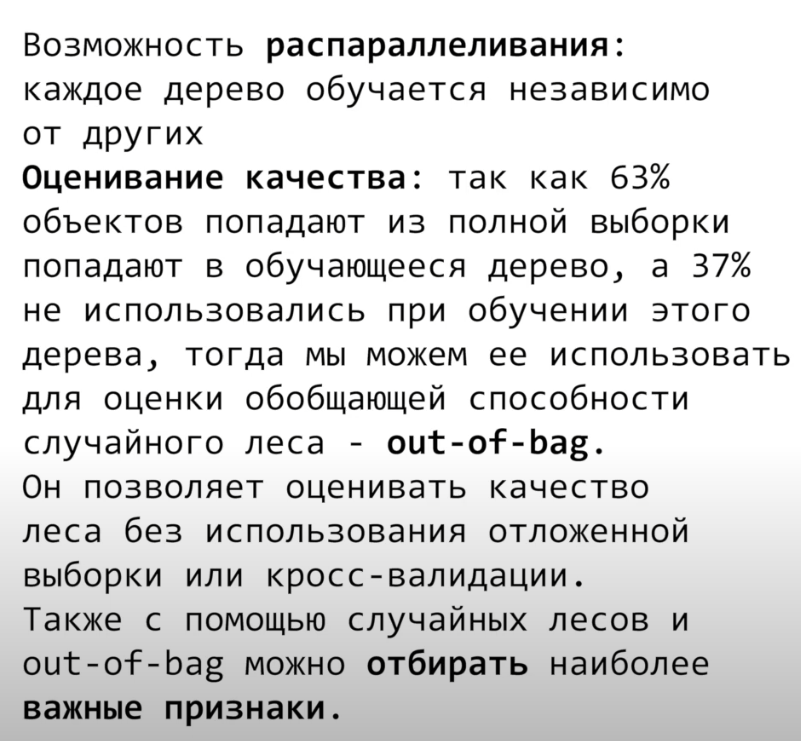 Возможность распараллеливания:
каждое дерево обучается независимо
от других
Оценивание качества: так как 63%
объектов попадают из полной выборки
попадают в обучающееся дерево, а 37%
не использовались при обучении этого
дерева, тогда мы можем ее использовать
для оценки обобщающей способности
случайного леса - out-of-bag.
Он позволяет оценивать качество
леса без использования отложенной
выборки или кросс-валидации.
Также с помощью случайных лесов и
out-of-bag можно отбирать наиболее
важные признаки.